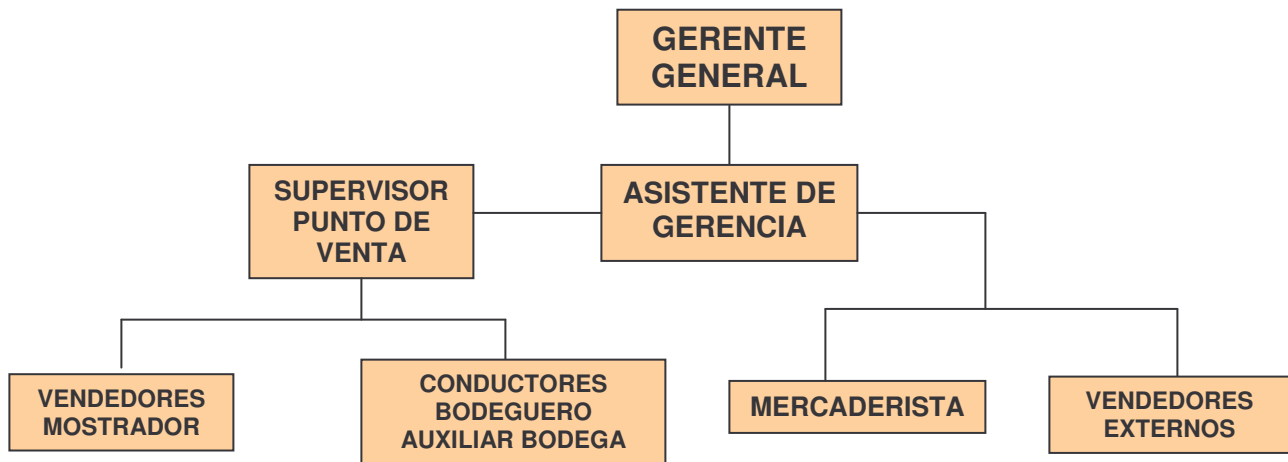 GERENTE
GENERAL
SUPERVISOR
PUNTO DE
VENTA
ASISTENTE DE
GERENCIA
VENDEDORES
MOSTRADOR
CONDUCTORES
BODEGUERO
AUXILIAR BODEGA
MERCADERISTA
VENDEDORES
EXTERNOS